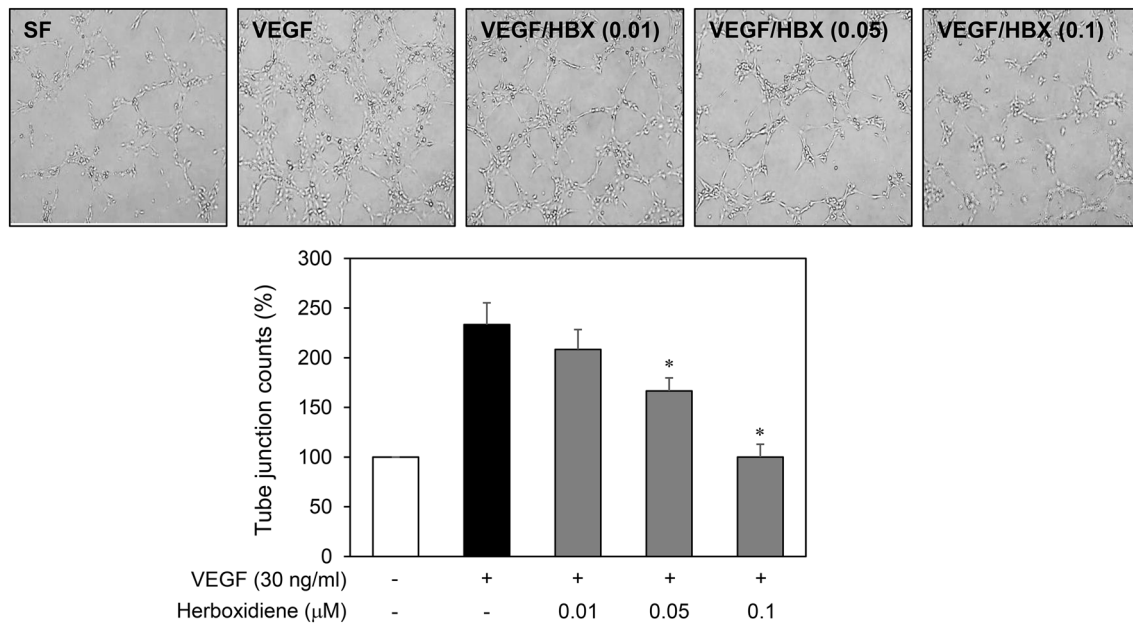 SF VEGF VEGF/HBX (0.01) VEGF/HBX (0.05) VEGF/HBX (0.1)
Tube junction counts (%)
300
250
200
150
100
50
0
*
*
VEGF (30 ng/ml) - + + + +
Herboxidiene (μM) - - 0.01 0.05 0.1